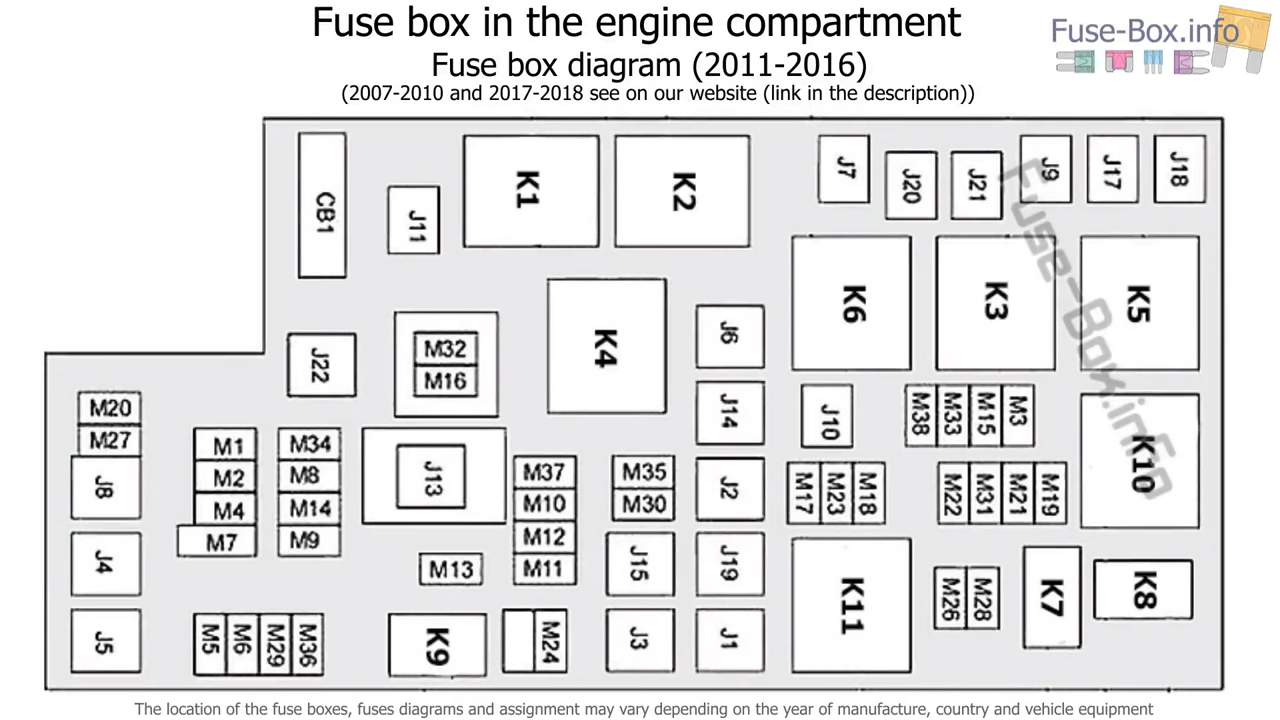 Fuse box in the engine compartment
Fuse box diagram (2011-2016)
(2007-2010 and 2017-2018 see on our website (link in the description))
Fuse-Box.info
CB1
J11
K1
K2
J7
J20
J21
J9
J17
J18
K6
K3
K5
Fuse-Box.info
K4
J6
J22
M32
M16
M20
M27
J8
M1
M2
M4
M7
M34
M8
M14
M9
J13
M37
M10
M12
M11
M35
M30
J14
J2
J10
M38
M33
M15
M3
K10
M17
M23
M18
M22
M31
M21
M19
J4
M13
J15
J19
K11
M26
M28
K7
K8
J5
M5
M6
M29
M36
K9
M24
J3
J1
The location of the fuse boxes, fuses diagrams and assignment may vary depending on the year of manufacture, country and vehicle equipment